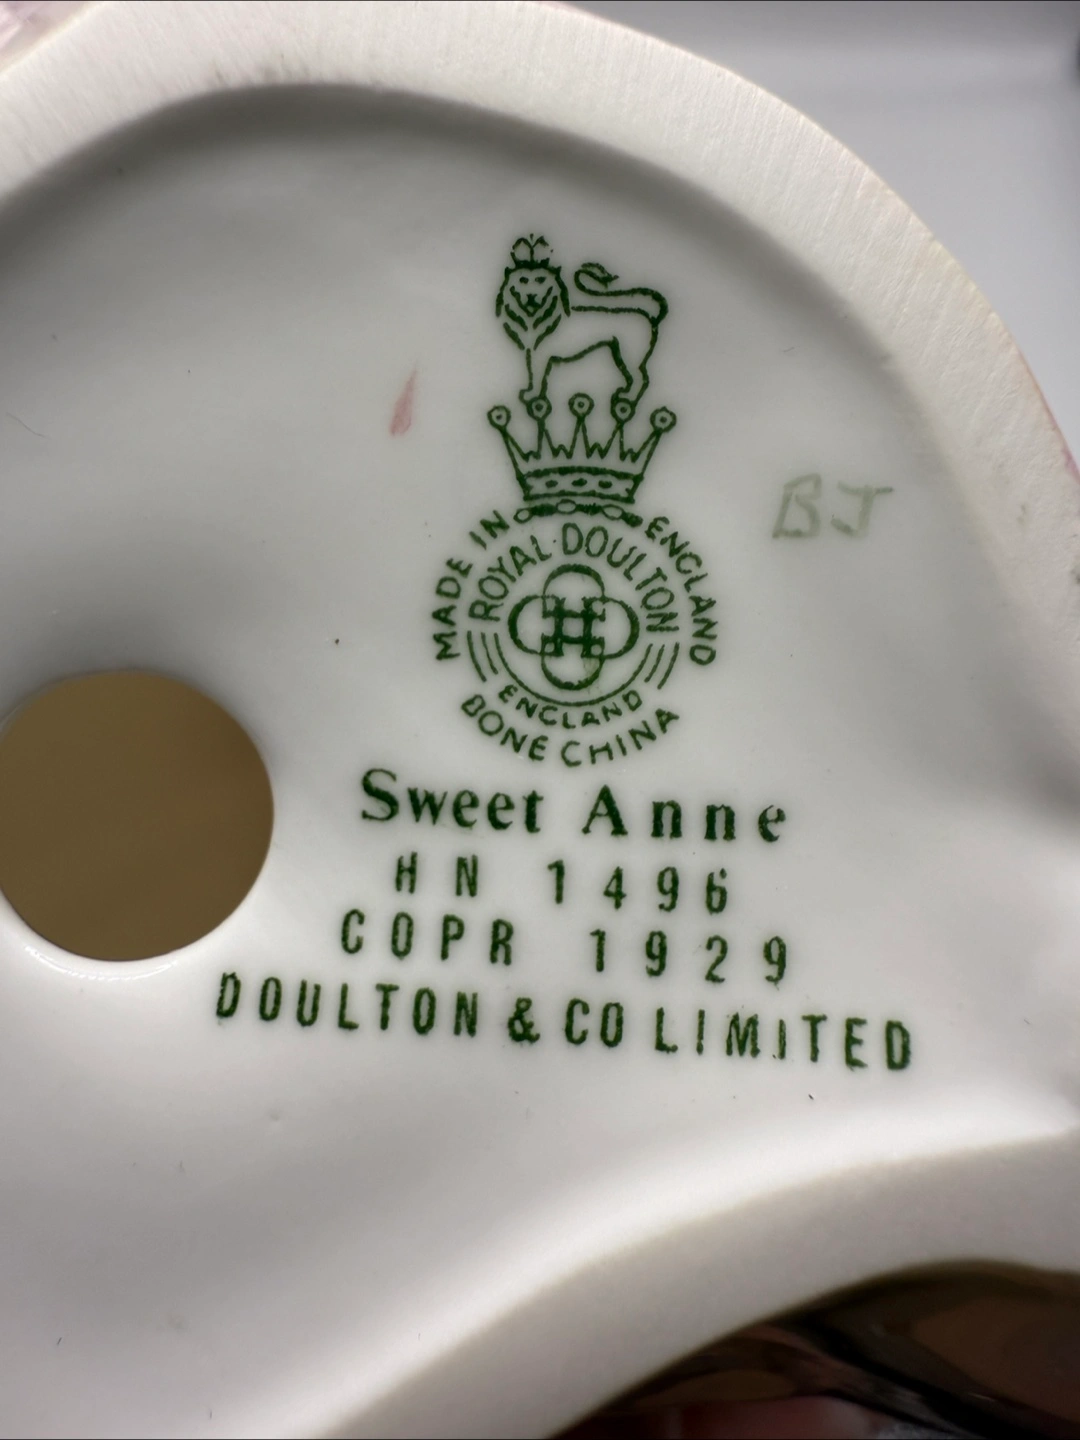 MADE IN ENGLAND
ROYAL DOULTON
ENGLAND
BONE CHINA
BJ
Sweet Anne
HN 1496
COPR 1929
DOULTON & CO LIMITED